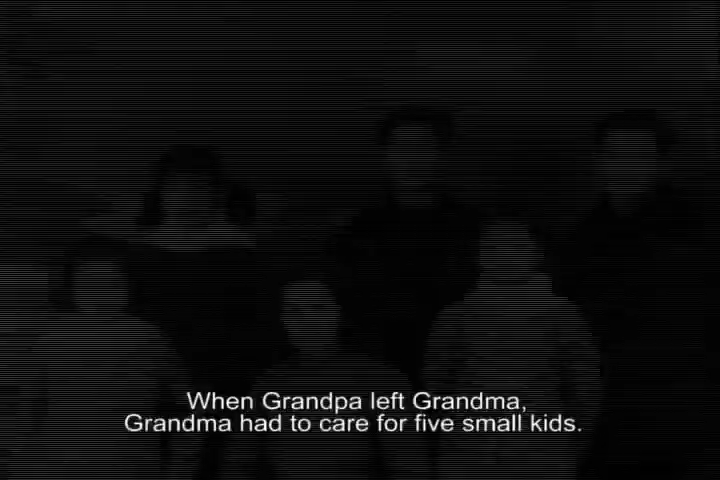 When Grandpa left Grandma,
Grandma had to care for five small kids.